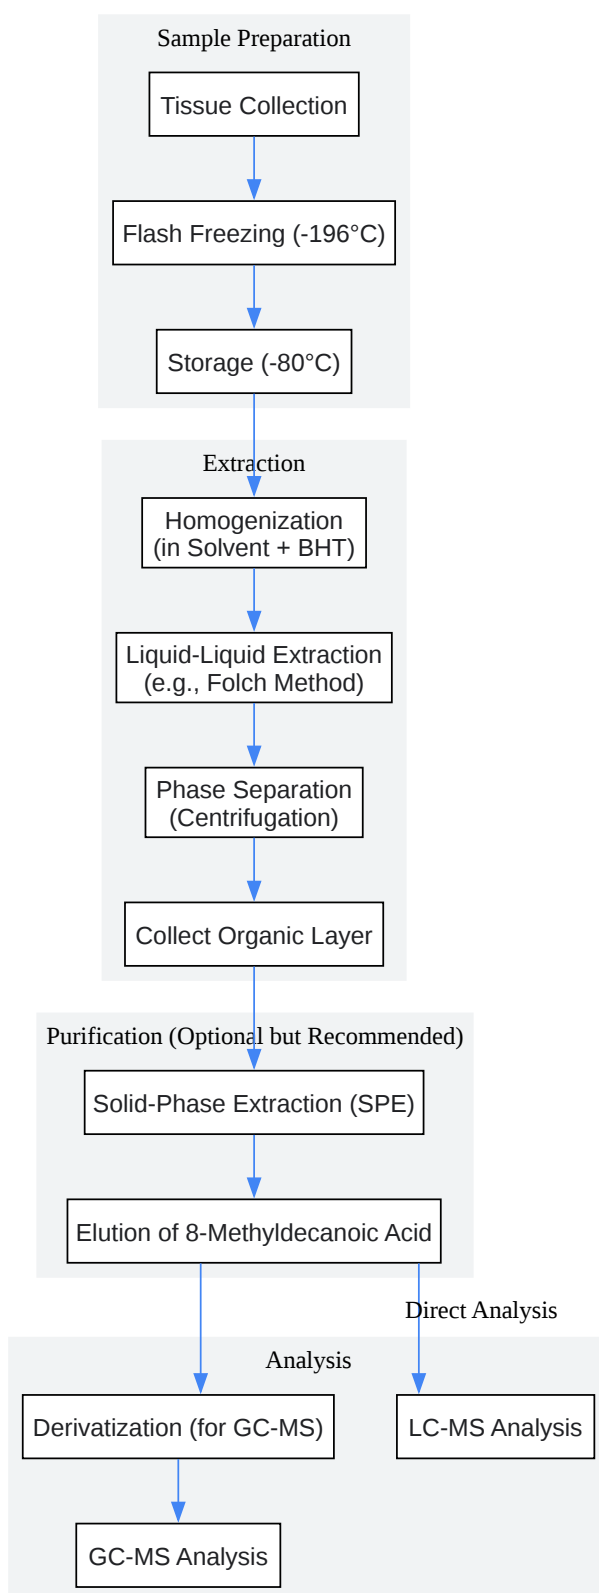 Sample Preparation
Tissue Collection
Flash Freezing (-196°C)
Storage (-80°C)
Extraction
Homogenization
(in Solvent + BHT)
Liquid-Liquid Extraction
(e.g., Folch Method)
Phase Separation
(Centrifugation)
Collect Organic Layer
Purification (Optional but Recommended)
Solid-Phase Extraction (SPE)
Elution of 8-Methyldecanoic Acid
Direct Analysis
Analysis
Derivatization (for GC-MS)
LC-MS Analysis
GC-MS Analysis